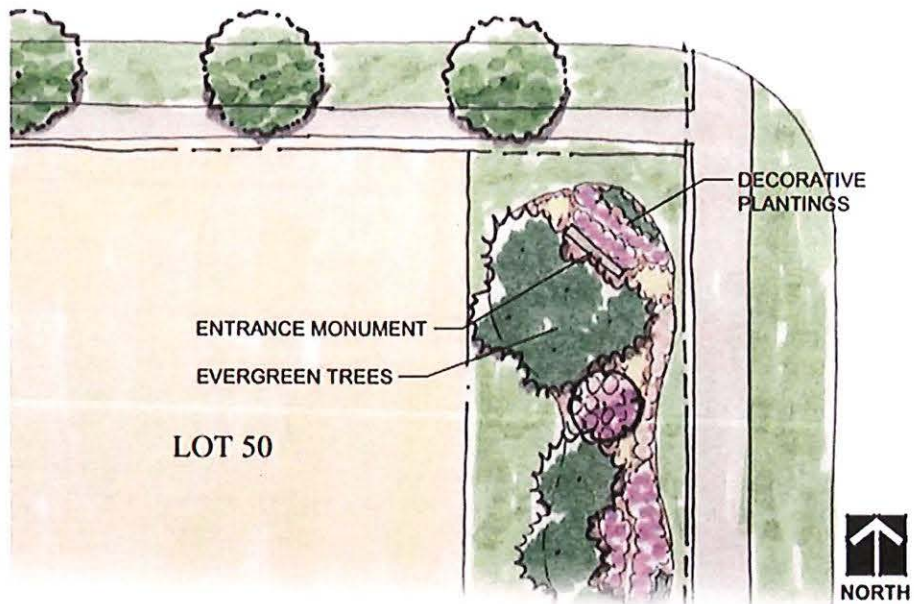 DECORATIVE
PLANTINGS
ENTRANCE MONUMENT
EVERGREEN TREES
LOT 50
NORTH